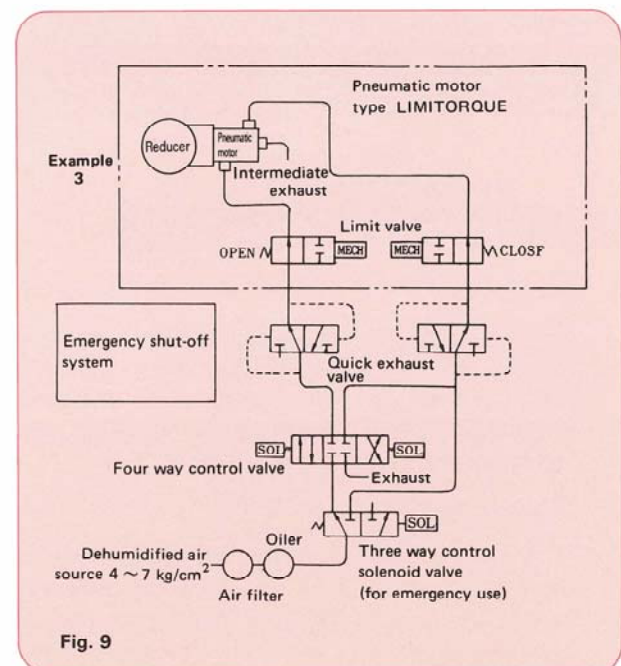 Pneumatic motor
type LIMITORQUE
Example
3
Reducer
Pneumatic
motor
Intermediate
exhaust
Limit valve
OPEN
MECH
MECH
CLOSF
Emergency shut-off
system
Quick exhaust
valve
SOL
SOL
Four way control valve
Exhaust
SOL
Oiler
Dehumidified air
source 4 ~ 7 kg/cm²
Air filter
Three way control
solenoid valve
(for emergency use)
Fig. 9